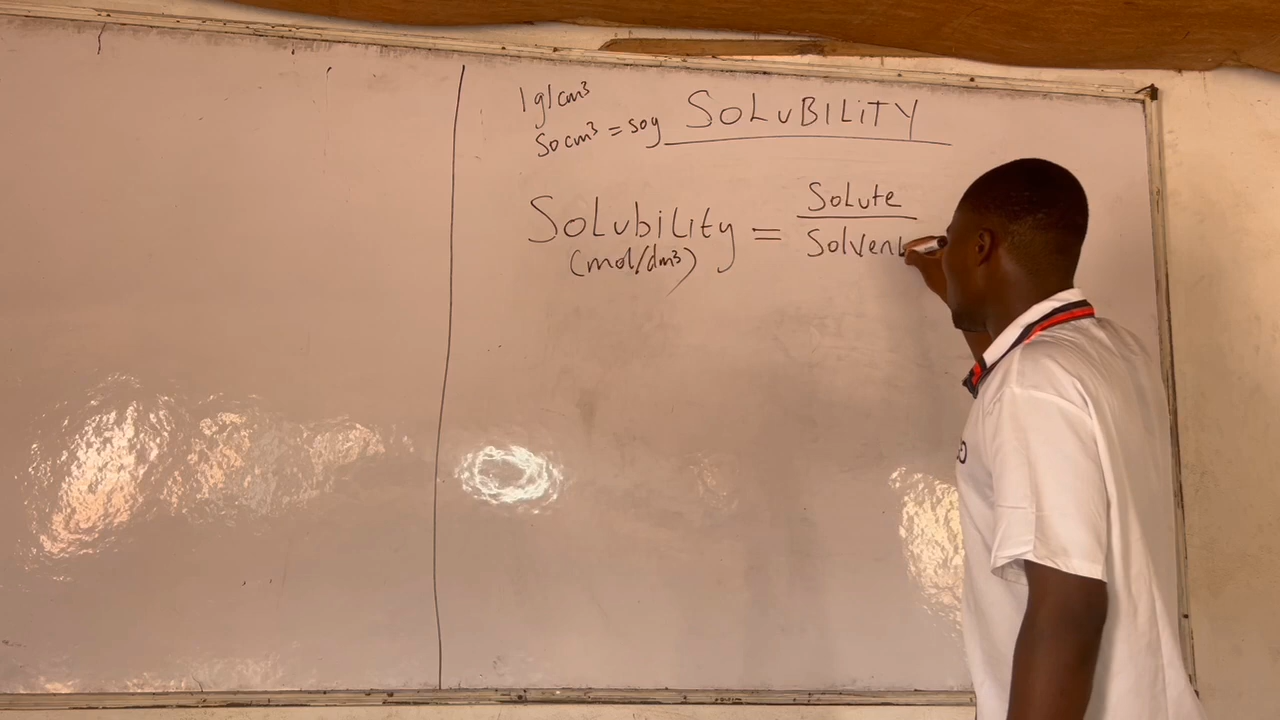 1g/cm³
50cm³ = 50g
SOLUBILITY
Solubility = Solute / Solvent
(mol/dm³)